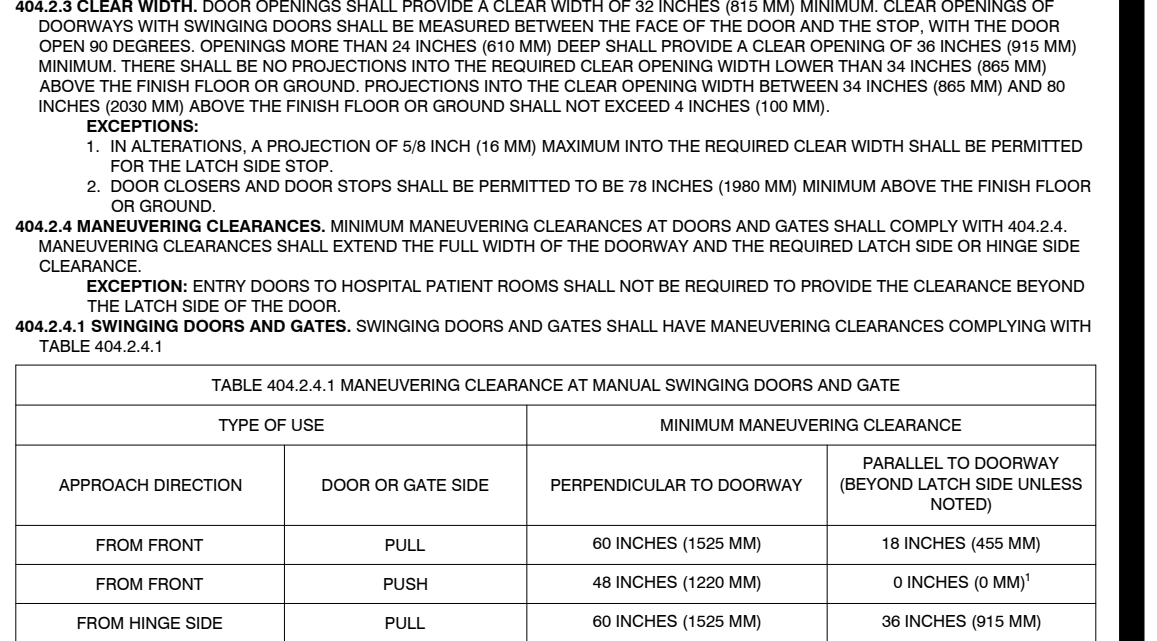 404.2.3 CLEAR WIDTH. DOOR OPENINGS SHALL PROVIDE A CLEAR WIDTH OF 32 INCHES (815 MM) MINIMUM. CLEAR OPENINGS OF
DOORWAYS WITH SWINGING DOORS SHALL BE MEASURED BETWEEN THE FACE OF THE DOOR AND THE STOP, WITH THE DOOR
OPEN 90 DEGREES. OPENINGS MORE THAN 24 INCHES (610 MM) DEEP SHALL PROVIDE A CLEAR OPENING OF 36 INCHES (915 MM)
MINIMUM. THERE SHALL BE NO PROJECTIONS INTO THE REQUIRED CLEAR OPENING WIDTH LOWER THAN 34 INCHES (865 MM)
ABOVE THE FINISH FLOOR OR GROUND. PROJECTIONS INTO THE CLEAR OPENING WIDTH BETWEEN 34 INCHES (865 MM) AND 80
INCHES (2030 MM) ABOVE THE FINISH FLOOR OR GROUND SHALL NOT EXCEED 4 INCHES (100 MM).
EXCEPTIONS:
1. IN ALTERATIONS, A PROJECTION OF 5/8 INCH (16 MM) MAXIMUM INTO THE REQUIRED CLEAR WIDTH SHALL BE PERMITTED
FOR THE LATCH SIDE STOP.
2. DOOR CLOSERS AND DOOR STOPS SHALL BE PERMITTED TO BE 78 INCHES (1980 MM) MINIMUM ABOVE THE FINISH FLOOR
OR GROUND.
404.2.4 MANEUVERING CLEARANCES. MINIMUM MANEUVERING CLEARANCES AT DOORS AND GATES SHALL COMPLY WITH 404.2.4.
MANEUVERING CLEARANCES SHALL EXTEND THE FULL WIDTH OF THE DOORWAY AND THE REQUIRED LATCH SIDE OR HINGE SIDE
CLEARANCE.
EXCEPTION: ENTRY DOORS TO HOSPITAL PATIENT ROOMS SHALL NOT BE REQUIRED TO PROVIDE THE CLEARANCE BEYOND
THE LATCH SIDE OF THE DOOR.
404.2.4.1 SWINGING DOORS AND GATES. SWINGING DOORS AND GATES SHALL HAVE MANEUVERING CLEARANCES COMPLYING WITH
TABLE 404.2.4.1
TABLE 404.2.4.1 MANEUVERING CLEARANCE AT MANUAL SWINGING DOORS AND GATE
TYPE OF USE MINIMUM MANEUVERING CLEARANCE
APPROACH DIRECTION DOOR OR GATE SIDE PERPENDICULAR TO DOORWAY PARALLEL TO DOORWAY
(BEYOND LATCH SIDE UNLESS
NOTED)
FROM FRONT PULL 60 INCHES (1525 MM) 18 INCHES (455 MM)
FROM FRONT PUSH 48 INCHES (1220 MM) 0 INCHES (0 MM)¹
FROM HINGE SIDE PULL 60 INCHES (1525 MM) 36 INCHES (915 MM)